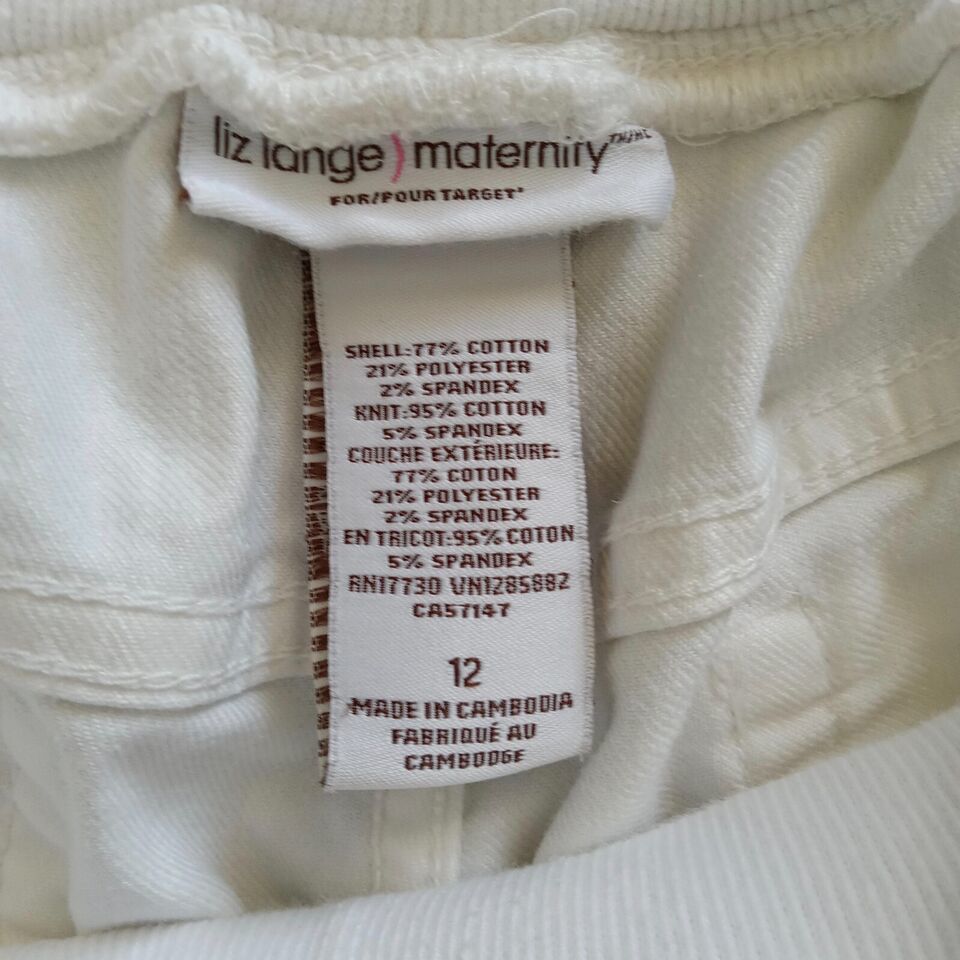 liz lange) maternity TM/MC
FOR/POUR TARGET®
SHELL:77% COTTON
21% POLYESTER
2% SPANDEX
KNIT:95% COTTON
5% SPANDEX
COUCHE EXTÉRIEURE:
77% COTON
21% POLYESTER
2% SPANDEX
EN TRICOT:95% COTON
5% SPANDEX
RN17730 VN1285882
CA57147
12
MADE IN CAMBODIA
FABRIQUÉ AU
CAMBODGE